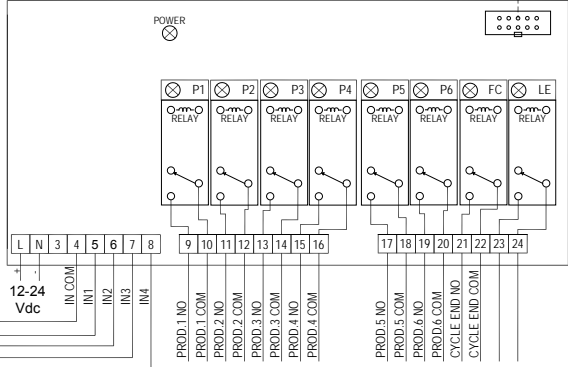 POWER
P1 P2 P3 P4 P5 P6 FC LE
RELAY RELAY RELAY RELAY RELAY RELAY RELAY RELAY
L N 3 4 5 6 7 8 9 10 11 12 13 14 15 16 17 18 19 20 21 22 23 24
+ -
12-24
Vdc
IN COM
IN1
IN2
IN3
IN4
PROD.1 NO
PROD.1 COM
PROD.2 NO
PROD.2 COM
PROD.3 NO
PROD.3 COM
PROD.4 NO
PROD.4 COM
PROD.5 NO
PROD.5 COM
PROD.6 NO
PROD.6 COM
CYCLE END NO
CYCLE END COM